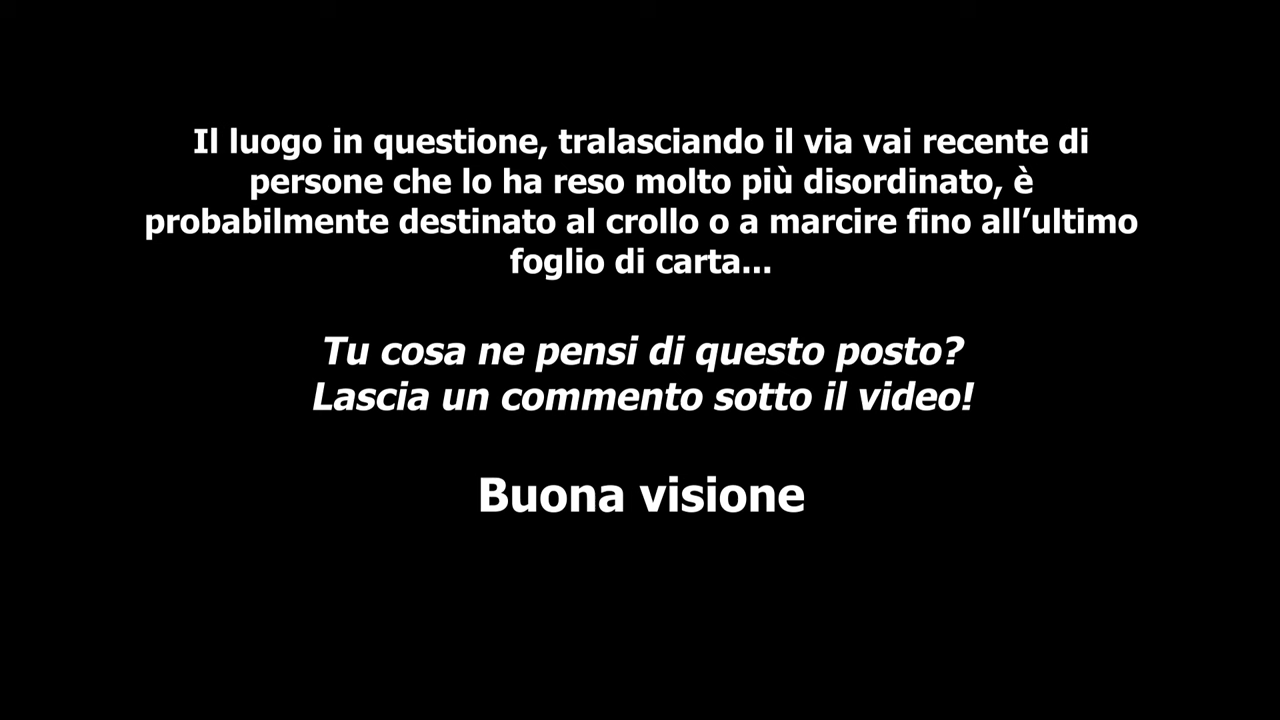 Il luogo in questione, tralasciando il via vai recente di
persone che lo ha reso molto più disordinato, è
probabilmente destinato al crollo o a marcire fino all’ultimo
foglio di carta...
Tu cosa ne pensi di questo posto?
Lascia un commento sotto il video!
Buona visione